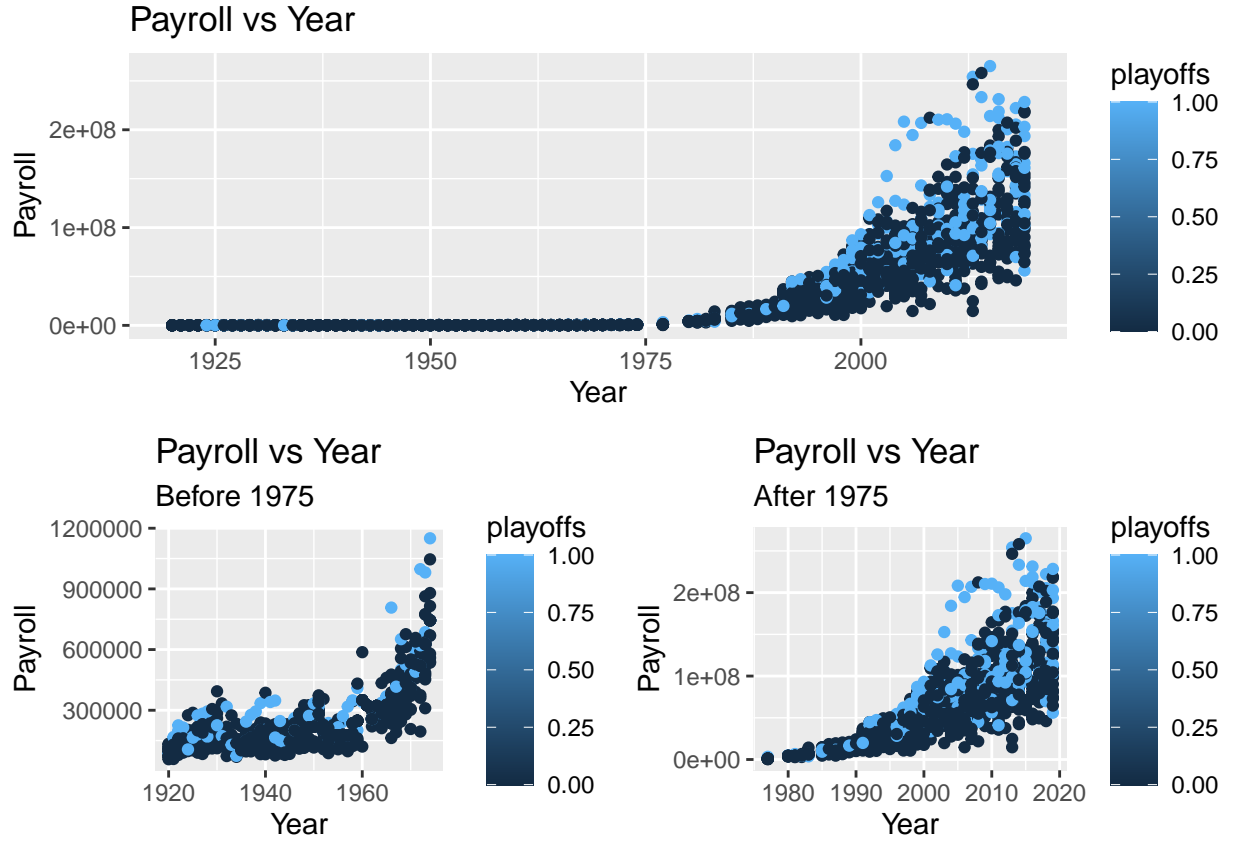 Payroll vs Year
Payroll
2e+08
1e+08
0e+00
1925 1950 1975 2000
Year
playoffs
1.00
0.75
0.50
0.25
0.00
Payroll vs Year
Before 1975
Payroll
1200000
900000
600000
300000
1920 1940 1960
Year
playoffs
1.00
0.75
0.50
0.25
0.00
Payroll vs Year
After 1975
Payroll
2e+08
1e+08
0e+00
1980 1990 2000 2010 2020
Year
playoffs
1.00
0.75
0.50
0.25
0.00